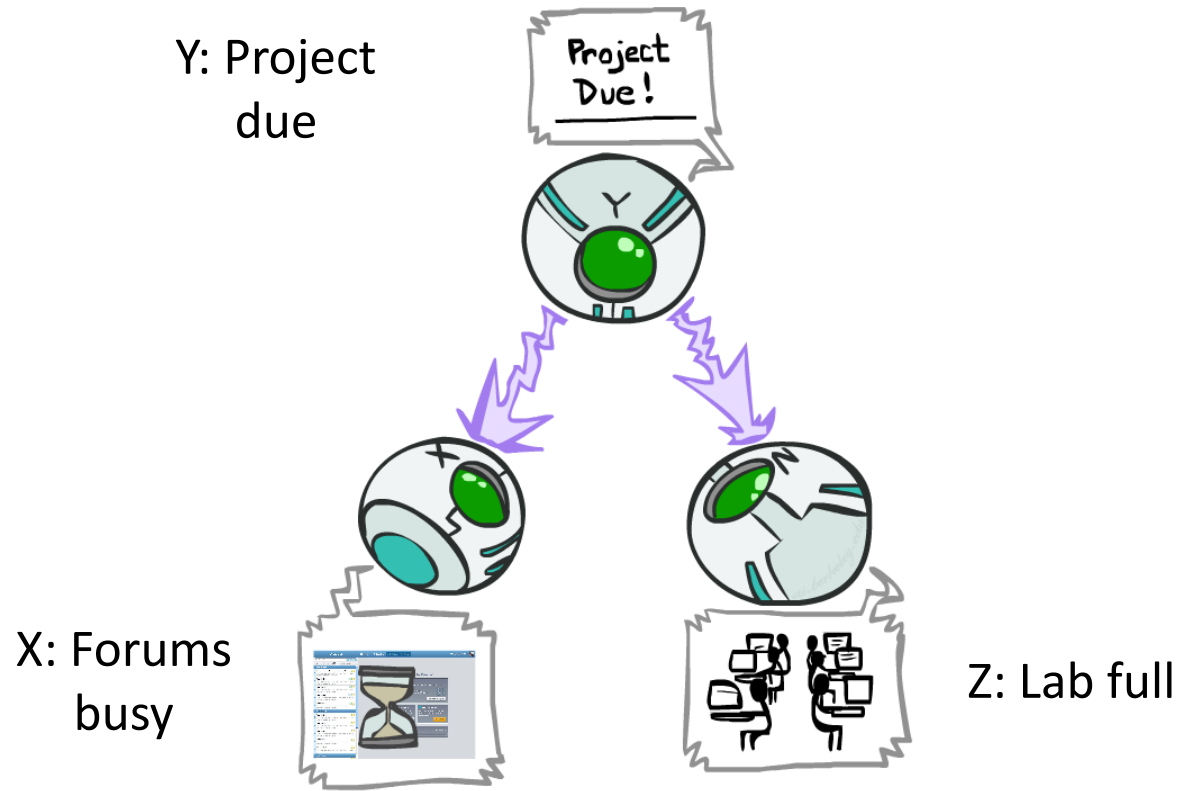 Y: Project
due
Project
Due!
Y
X
Z
X: Forums
busy
Z: Lab full